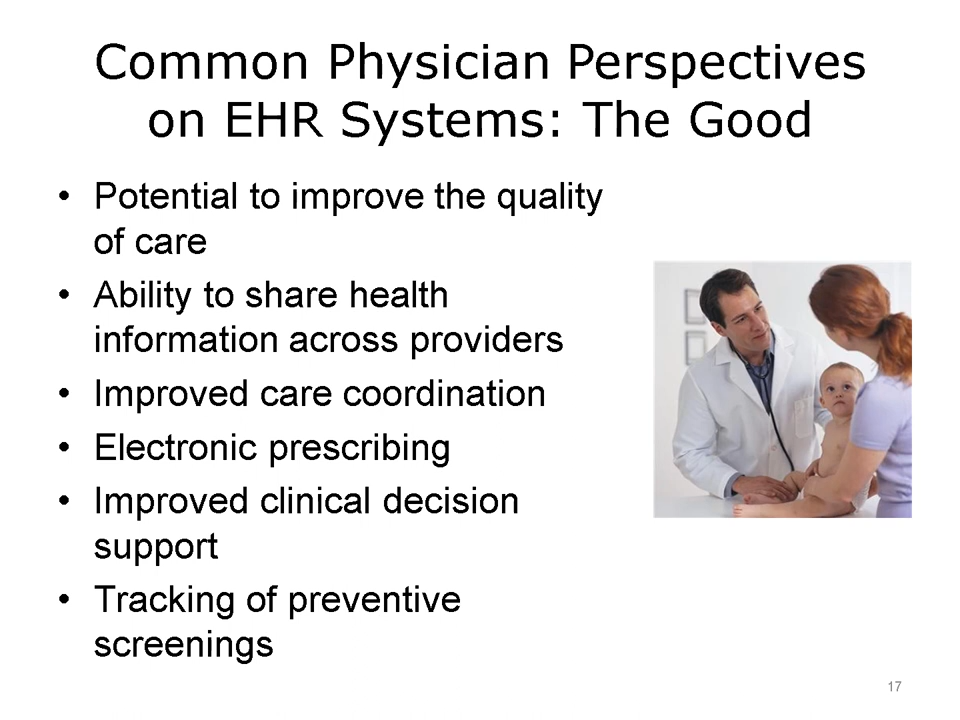 Common Physician Perspectives
on EHR Systems: The Good
• Potential to improve the quality
of care
• Ability to share health
information across providers
• Improved care coordination
• Electronic prescribing
• Improved clinical decision
support
• Tracking of preventive
screenings
17